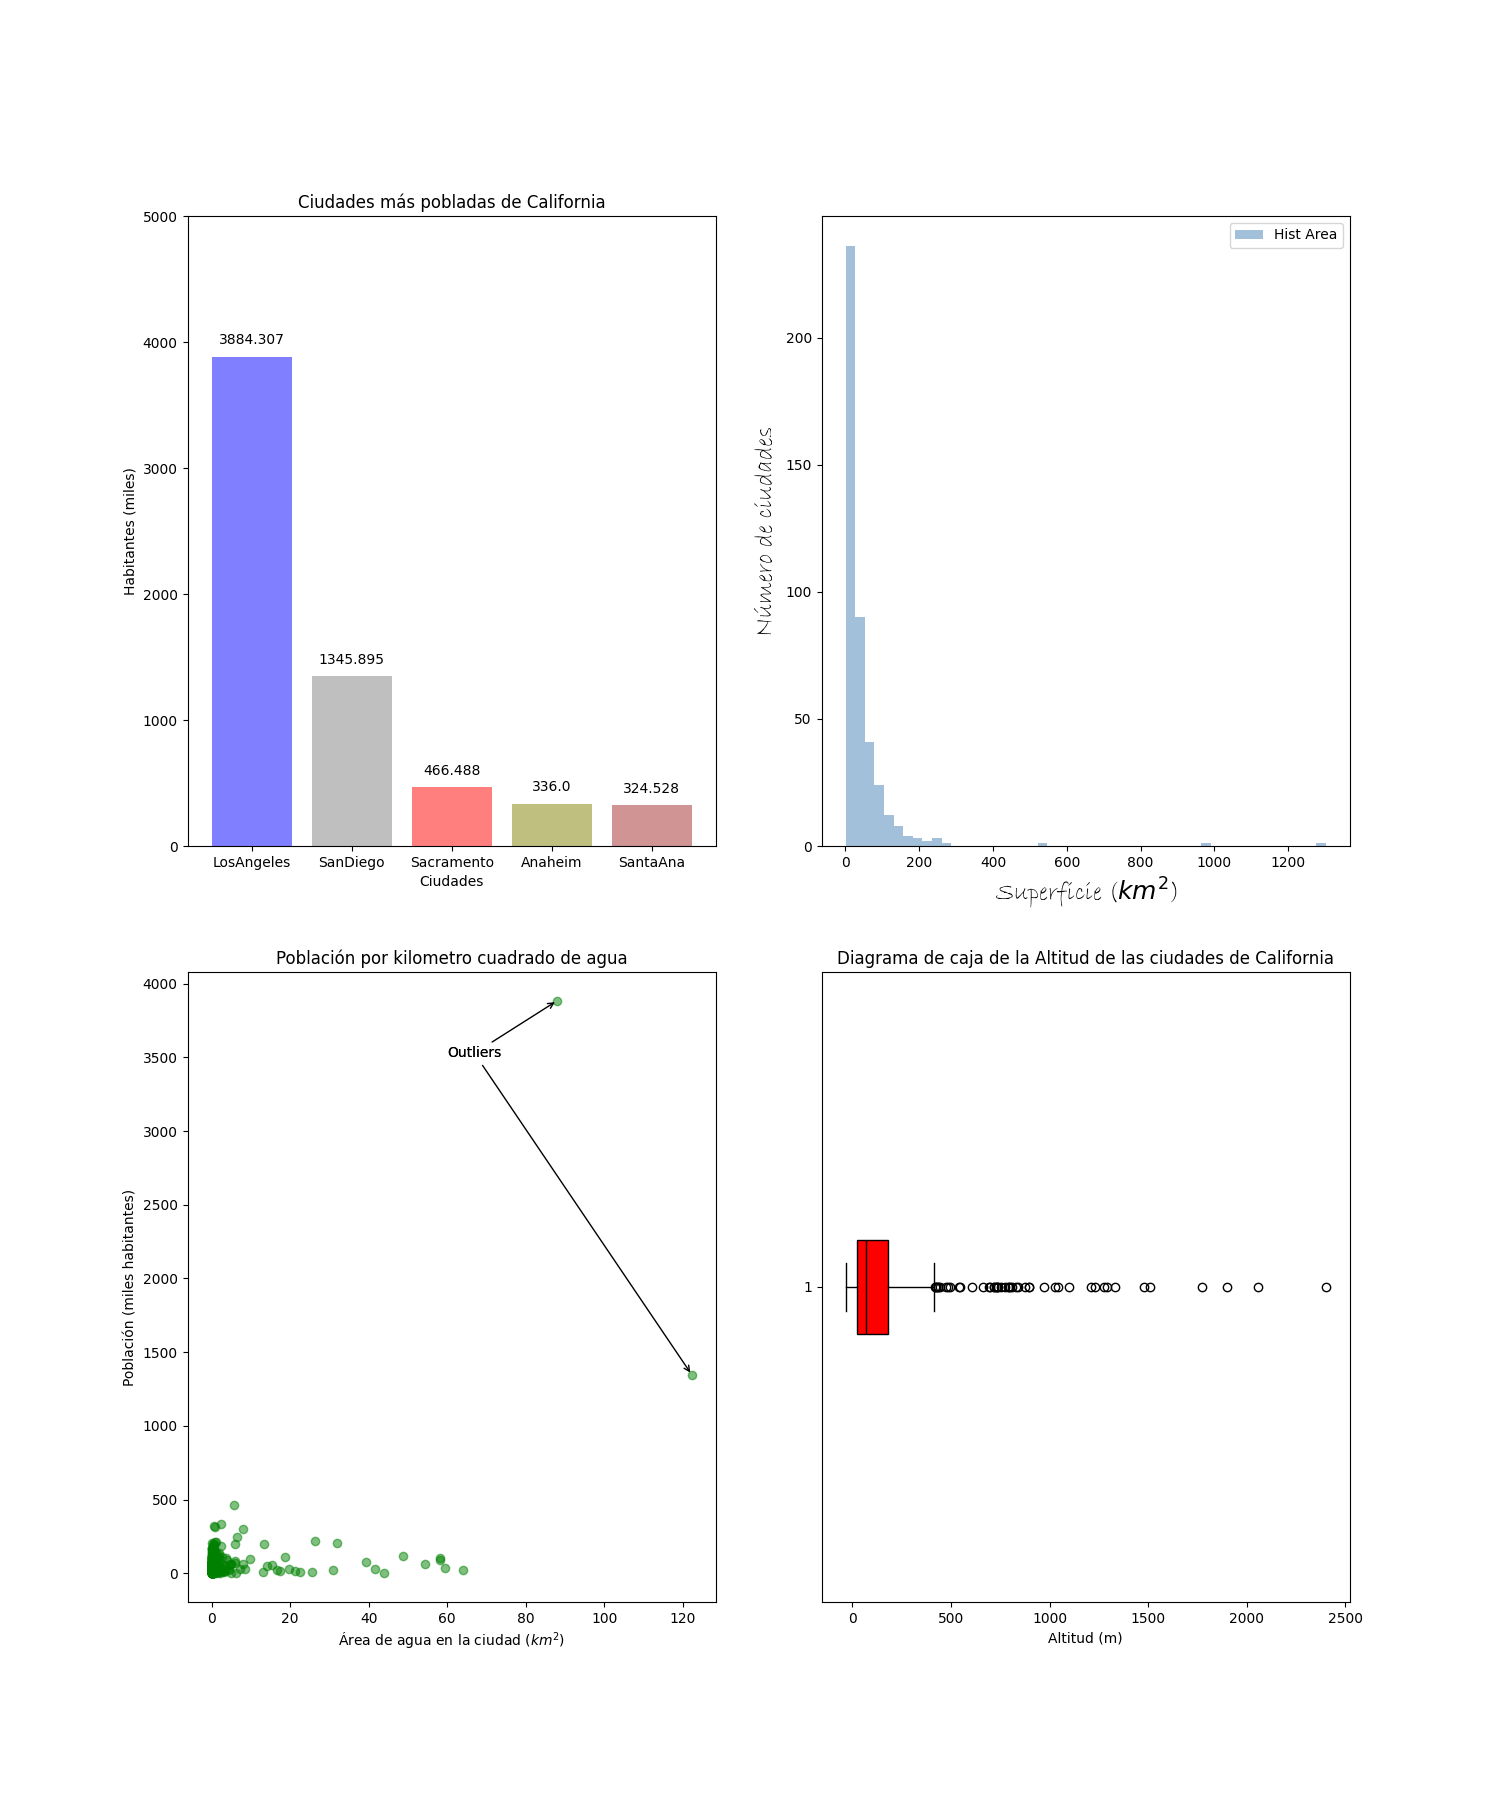 Ciudades más pobladas de California
5000
4000
3000
2000
1000
0
Habitantes (miles)
3884.307
1345.895
466.488
336.0
324.528
LosAngeles SanDiego Sacramento Anaheim SantaAna
Ciudades
Hist Area
200
150
100
50
0
Número de ciudades
0 200 400 600 800 1000 1200
Superficie (km²)
Población por kilometro cuadrado de agua
4000
3500
3000
2500
2000
1500
1000
500
0
Población (miles habitantes)
Outliers
0 20 40 60 80 100 120
Área de agua en la ciudad (km²)
Diagrama de caja de la Altitud de las ciudades de California
1
0 500 1000 1500 2000 2500
Altitud (m)